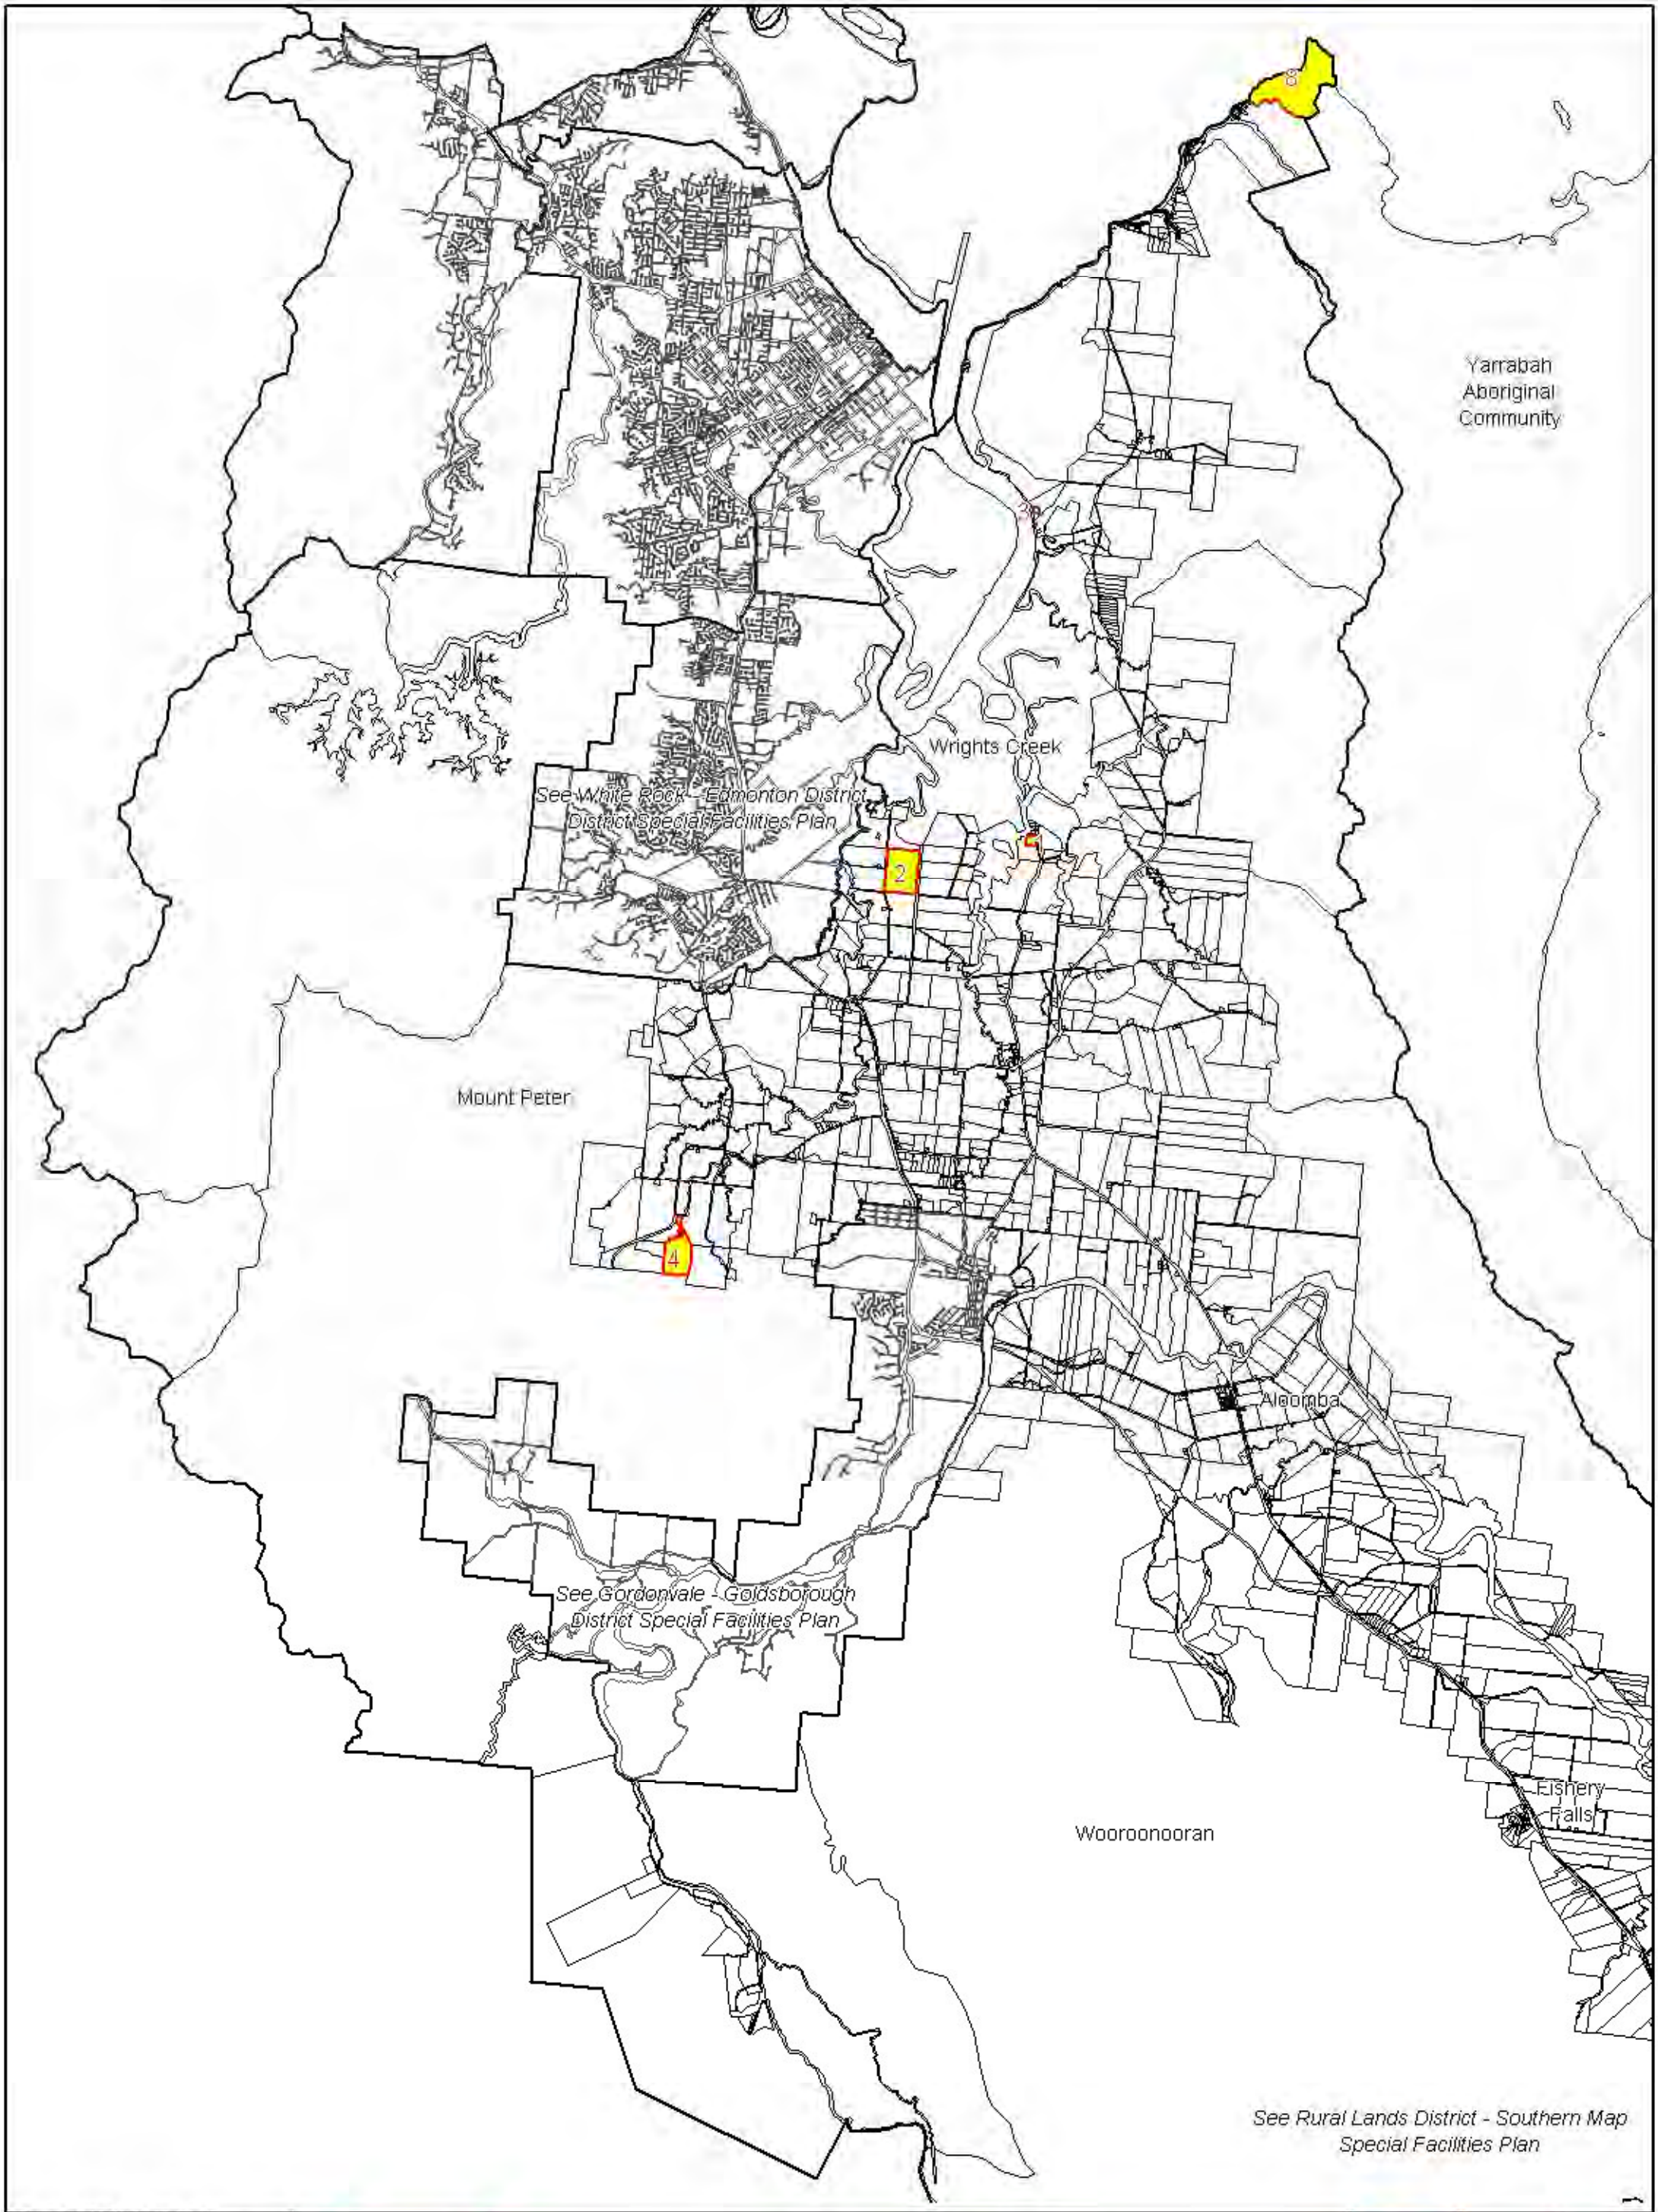 8
Yarrabah
Aboriginal
Community
3
Wrights Creek
See White Rock - Edmonton District
District Special Facilities Plan
2
Mount Peter
4
Aloomba
See Gordonvale - Goldsborough
District Special Facilities Plan
Fishery
Falls
Wooroonooran
See Rural Lands District - Southern Map
Special Facilities Plan